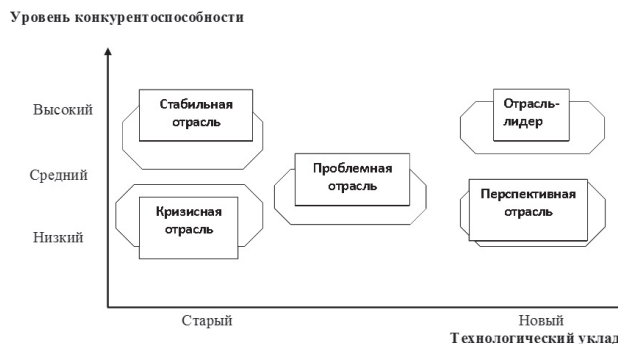 Уровень конкурентоспособности
Высокий
Средний
Низкий
Стабильная
отрасль
Отрасль-
лидер
Проблемная
отрасль
Кризисная
отрасль
Перспективная
отрасль
Старый
Новый
Технологический уклад